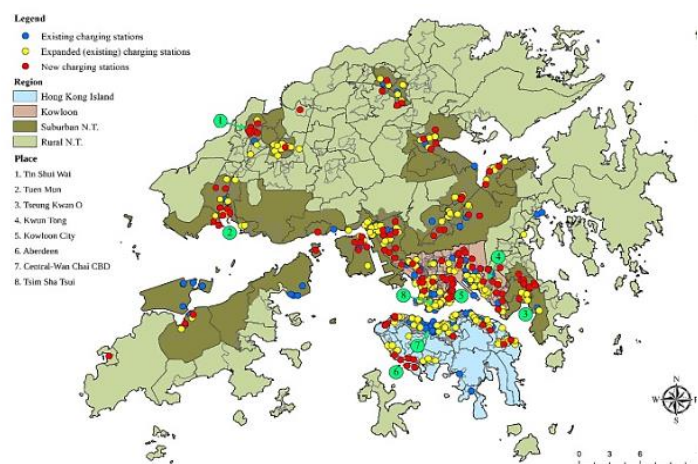 Legend
Existing charging stations
Expanded (existing) charging stations
New charging stations
Region
Hong Kong Island
Kowloon
Suburban N.T.
Rural N.T.
Place
1. Tin Shui Wai
2. Tuen Mun
3. Tseung Kwan O
4. Kwun Tong
5. Kowloon City
6. Aberdeen
7. Central-Wan Chai CBD
8. Tsim Sha Tsui
1
2
4
8
5
3
7
6
N
W
S
0 3 6